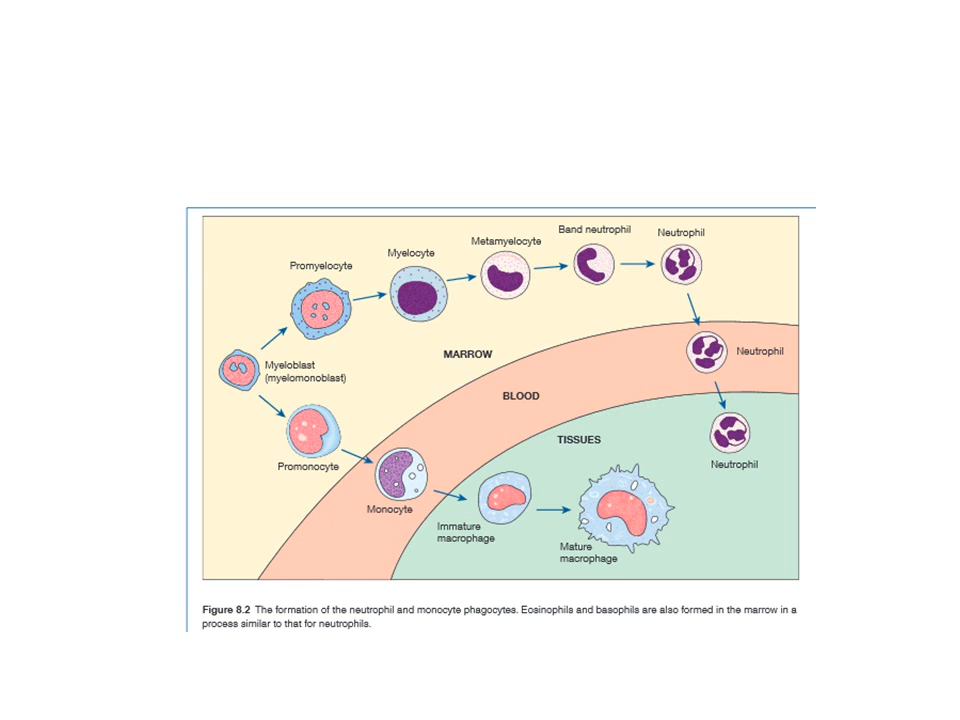 Band neutrophil
Neutrophil
Metamyelocyte
Myelocyte
Promyelocyte
MARROW
Neutrophil
Myeloblast
(myelomonoblast)
BLOOD
TISSUES
Promonocyte
Neutrophil
Monocyte
Immature
macrophage
Mature
macrophage
Figure 8.2 The formation of the neutrophil and monocyte phagocytes. Eosinophils and basophils are also formed in the marrow in a
process similar to that for neutrophils.